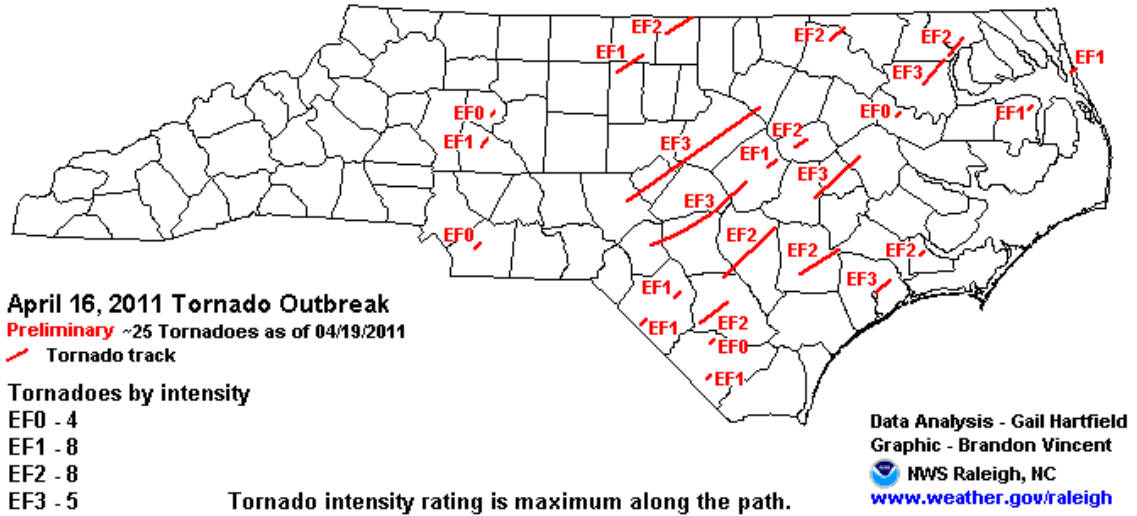 EF2
EF1
EF2
EF2
EF1
EF3
EF0
EF0
EF1
EF1
EF3
EF2
EF1
EF3
EF3
EF0
EF2
EF2
EF2
EF3
EF1
EF1
EF2
EF0
EF1
April 16, 2011 Tornado Outbreak
Preliminary ~25 Tornadoes as of 04/19/2011
Tornado track
Tornadoes by intensity
EF0 - 4
EF1 - 8
EF2 - 8
EF3 - 5
Tornado intensity rating is maximum along the path.
Data Analysis - Gail Hartfield
Graphic - Brandon Vincent
NWS Raleigh, NC
www.weather.gov/raleigh